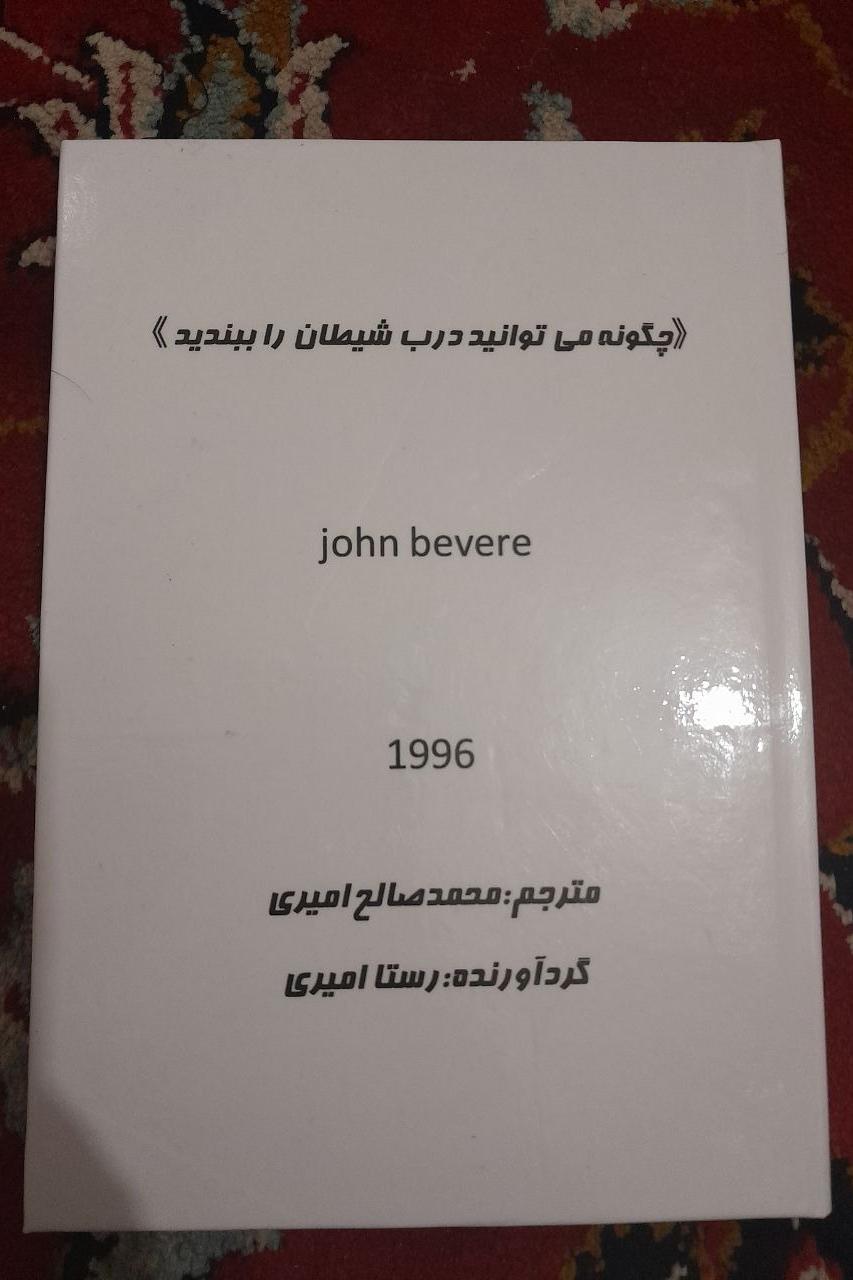 《چگونه می توانید درب شیطان را ببندید》
john bevere
1996
مترجم:محمدصالح امیری
گردآورنده:رستا امیری